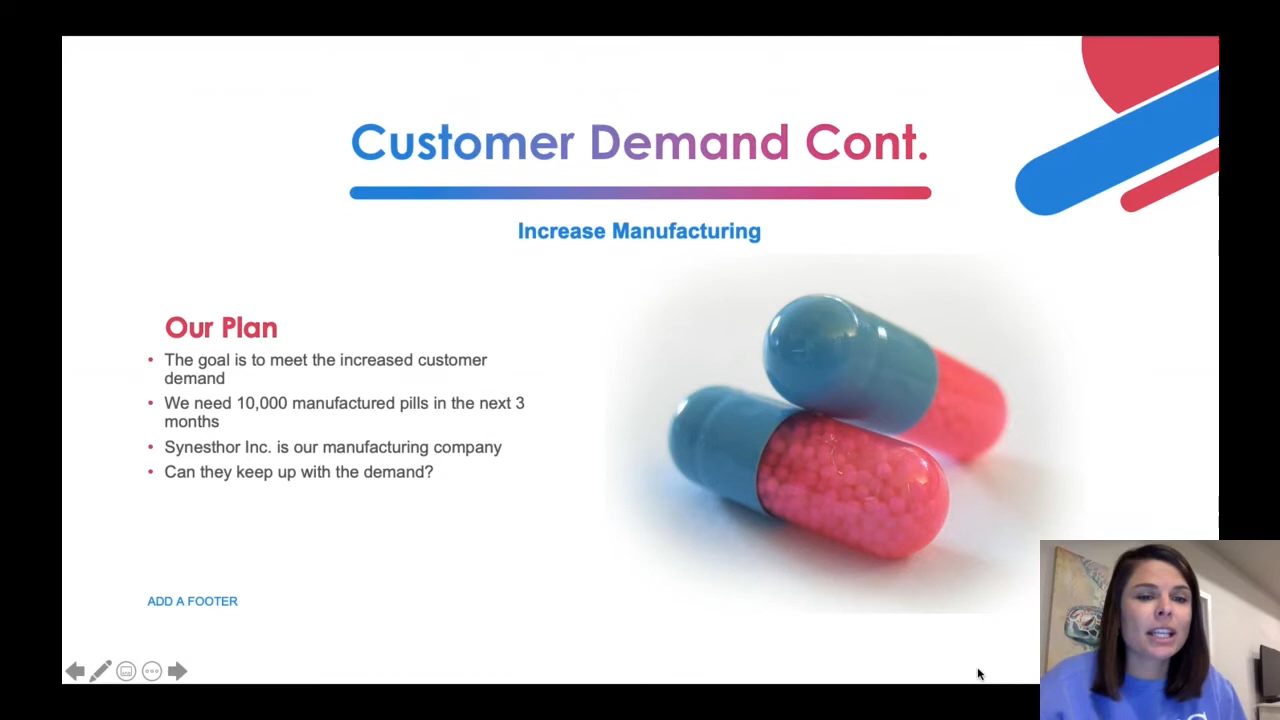 Customer Demand Cont.
Increase Manufacturing
Our Plan
• The goal is to meet the increased customer
demand
• We need 10,000 manufactured pills in the next 3
months
• Synesthor Inc. is our manufacturing company
• Can they keep up with the demand?
ADD A FOOTER